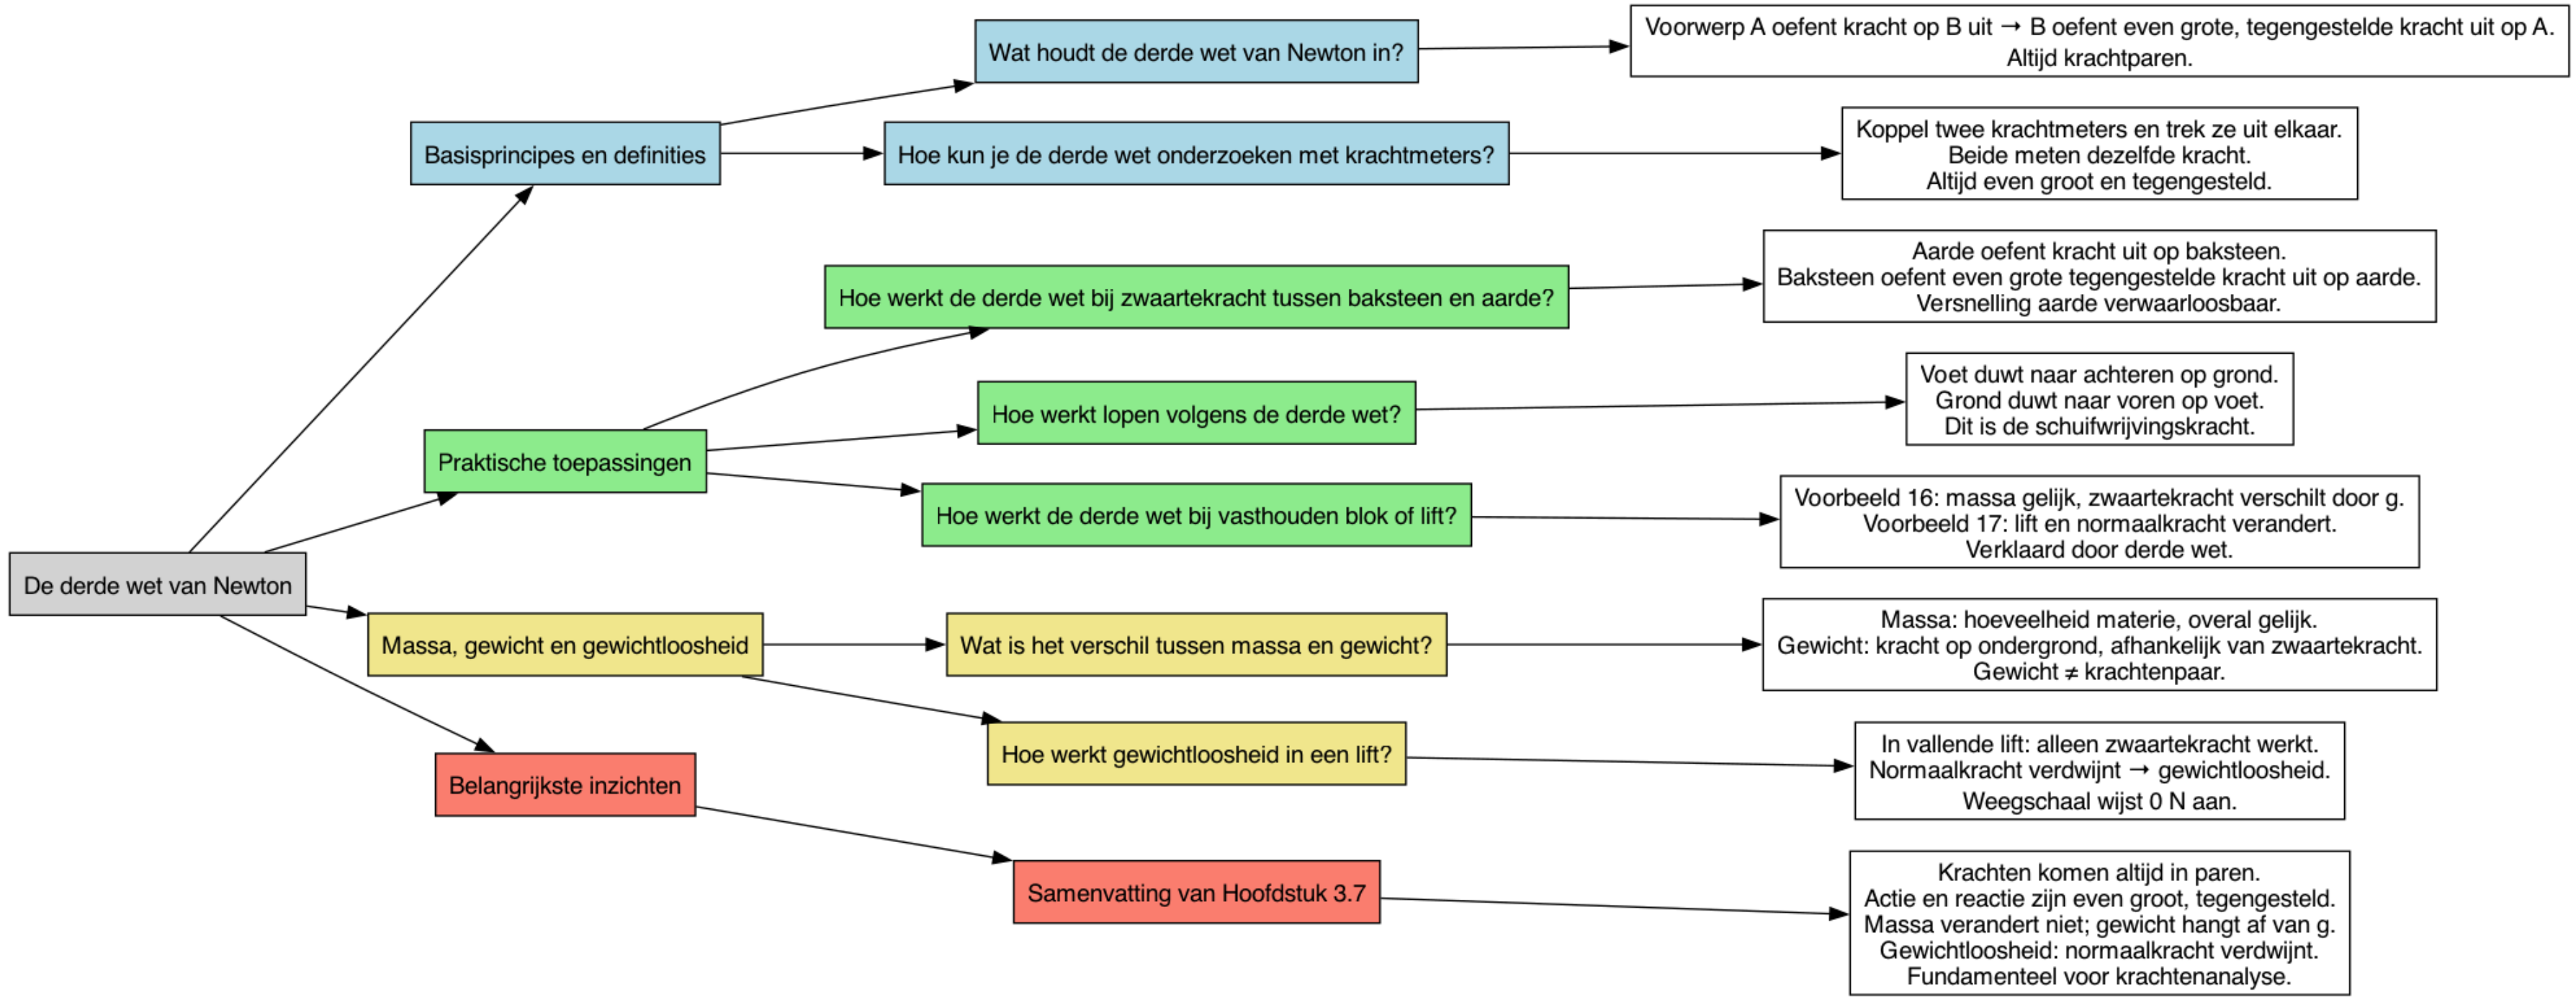 De derde wet van Newton
Basisprincipes en definities
Wat houdt de derde wet van Newton in?
Voorwerp A oefent kracht op B uit → B oefent even grote, tegengestelde kracht uit op A.
Altijd krachtparen.
Hoe kun je de derde wet onderzoeken met krachtmeters?
Koppel twee krachtmeters en trek ze uit elkaar.
Beide meten dezelfde kracht.
Altijd even groot en tegengesteld.
Praktische toepassingen
Hoe werkt de derde wet bij zwaartekracht tussen baksteen en aarde?
Aarde oefent kracht uit op baksteen.
Baksteen oefent even grote tegengestelde kracht uit op aarde.
Versnelling aarde verwaarloosbaar.
Hoe werkt lopen volgens de derde wet?
Voet duwt naar achteren op grond.
Grond duwt naar voren op voet.
Dit is de schuifwrijvingskracht.
Hoe werkt de derde wet bij vasthouden blok of lift?
Voorbeeld 16: massa gelijk, zwaartekracht verschilt door g.
Voorbeeld 17: lift en normaalkracht verandert.
Verklaard door derde wet.
Massa, gewicht en gewichtloosheid
Wat is het verschil tussen massa en gewicht?
Massa: hoeveelheid materie, overal gelijk.
Gewicht: kracht op ondergrond, afhankelijk van zwaartekracht.
Gewicht ≠ krachtenpaar.
Hoe werkt gewichtloosheid in een lift?
In vallende lift: alleen zwaartekracht werkt.
Normaalkracht verdwijnt → gewichtloosheid.
Weegschaal wijst 0 N aan.
Belangrijkste inzichten
Samenvatting van Hoofdstuk 3.7
Krachten komen altijd in paren.
Actie en reactie zijn even groot, tegengesteld.
Massa verandert niet; gewicht hangt af van g.
Gewichtloosheid: normaalkracht verdwijnt.
Fundamenteel voor krachtenanalyse.